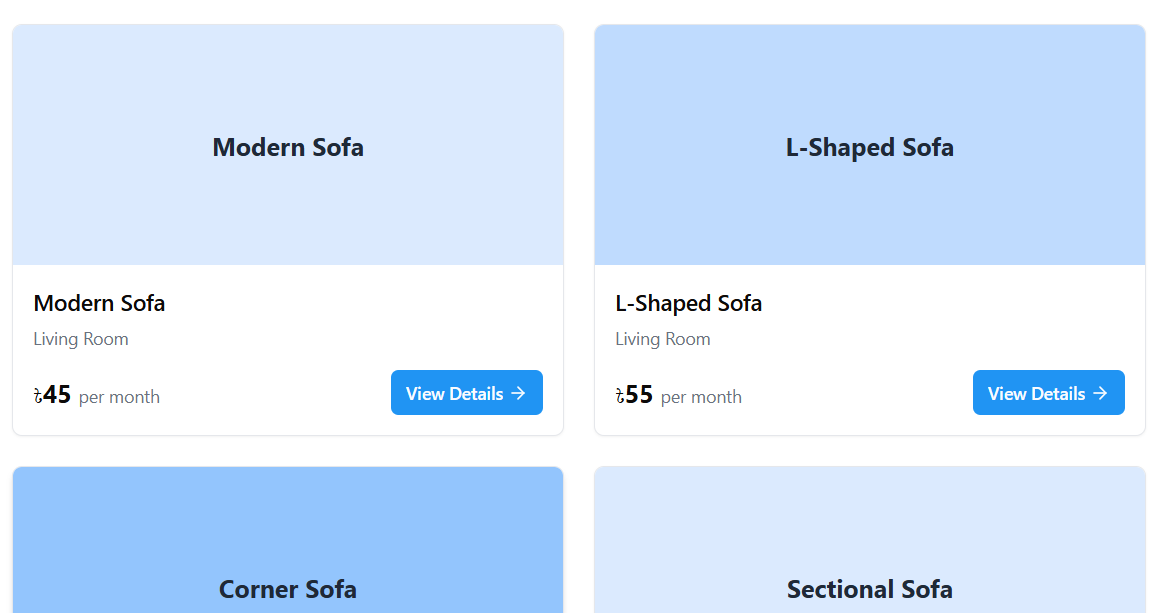 Modern Sofa
L-Shaped Sofa
Modern Sofa
Living Room
৳45 per month
View Details →
L-Shaped Sofa
Living Room
৳55 per month
View Details →
Corner Sofa
Sectional Sofa